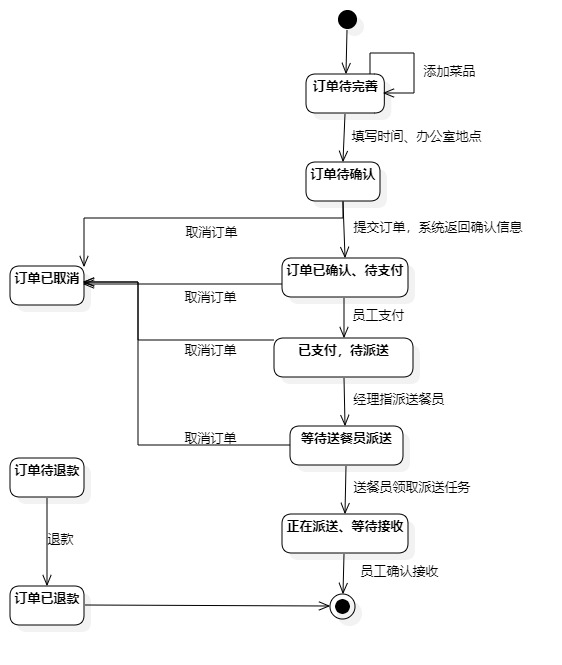 添加菜品
订单待完善
填写时间、办公室地点
订单待确认
提交订单，系统返回确认信息
取消订单
订单已取消
订单已确认、待支付
取消订单
员工支付
已支付，待派送
取消订单
经理指派送餐员
等待送餐员派送
取消订单
订单待退款
送餐员领取派送任务
正在派送、等待接收
退款
员工确认接收
订单已退款